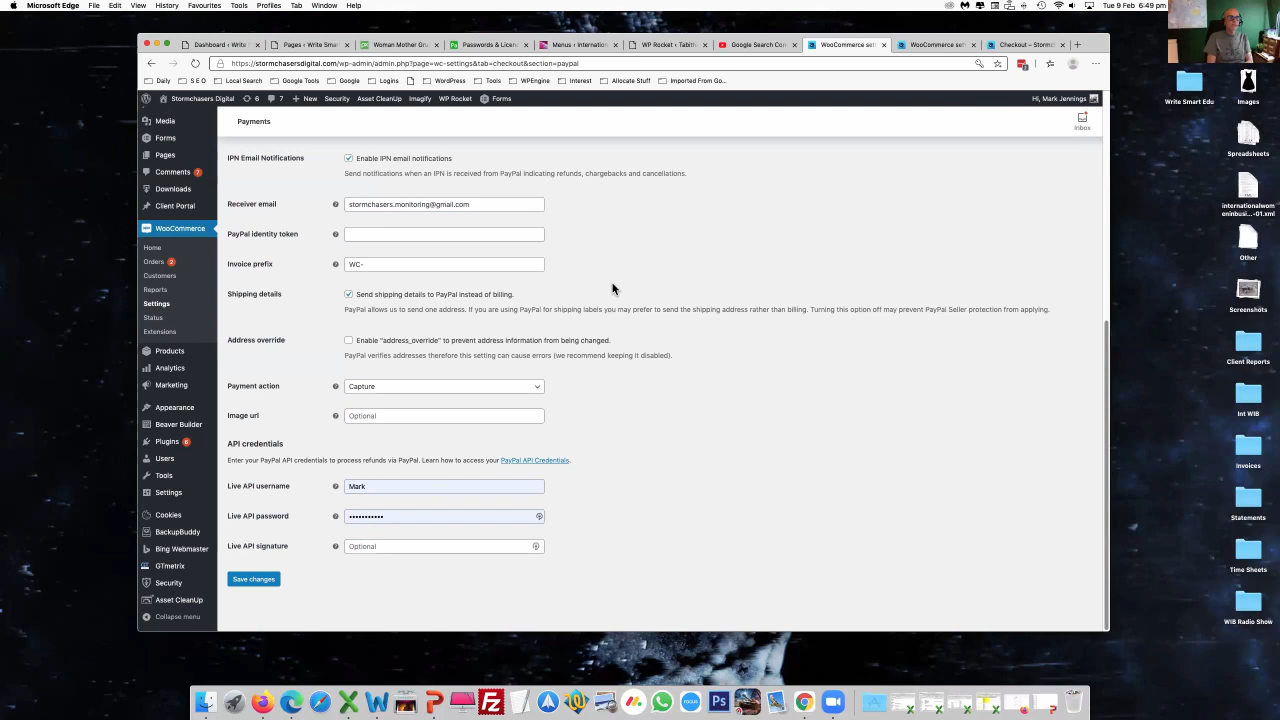 Microsoft Edge File Edit View History Favourites Tools Profiles Tab Window Help
Tue 9 Feb 6:49 pm
Dashboard ‹ Write
Pages ‹ Write Smar
Woman Mother Gru
Passwords & Licenc
Menus ‹ Internatio
WP Rocket ‹ Tabith
Google Search Con
WooCommerce sett
WooCommerce sett
Checkout – Stormc
https://stormchasersdigital.com/wp-admin/admin.php?page=wc-settings&tab=checkout&section=paypal
Daily S E O Local Search Google Tools Google Logins WordPress Tools WPEngine Interest Allocate Stuff Imported From Go...
Stormchasers Digital 6 7 New Security Asset CleanUp Imagify WP Rocket Forms Hi, Mark Jennings
Payments
Inbox
Media
Forms
Pages
Comments 7
Downloads
Client Portal
WooCommerce
Home
Orders 2
Customers
Reports
Settings
Status
Extensions
Products
Analytics
Marketing
Appearance
Beaver Builder
Plugins 6
Users
Tools
Settings
Cookies
BackupBuddy
Bing Webmaster
GTmetrix
Security
Asset CleanUp
Collapse menu
IPN Email Notifications Enable IPN email notifications
Send notifications when an IPN is received from PayPal indicating refunds, chargebacks and cancellations.
Receiver email stormchasers.monitoring@gmail.com
PayPal identity token
Invoice prefix WC-
Shipping details Send shipping details to PayPal instead of billing.
PayPal allows us to send one address. If you are using PayPal for shipping labels you may prefer to send the shipping address rather than billing. Turning this option off may prevent PayPal Seller protection from applying.
Address override Enable "address_override" to prevent address information from being changed.
PayPal verifies addresses therefore this setting can cause errors (we recommend keeping it disabled).
Payment action Capture
Image url Optional
API credentials
Enter your PayPal API credentials to process refunds via PayPal. Learn how to access your PayPal API Credentials.
Live API username Mark
Live API password •••••••••••
Live API signature Optional
Save changes
Write Smart Edu
Images
Spreadsheets
internationalwom
eninbusi...-01.xml
Other
Screenshots
Client Reports
Int WIB
Invoices
Statements
Time Sheets
WIB Radio Show